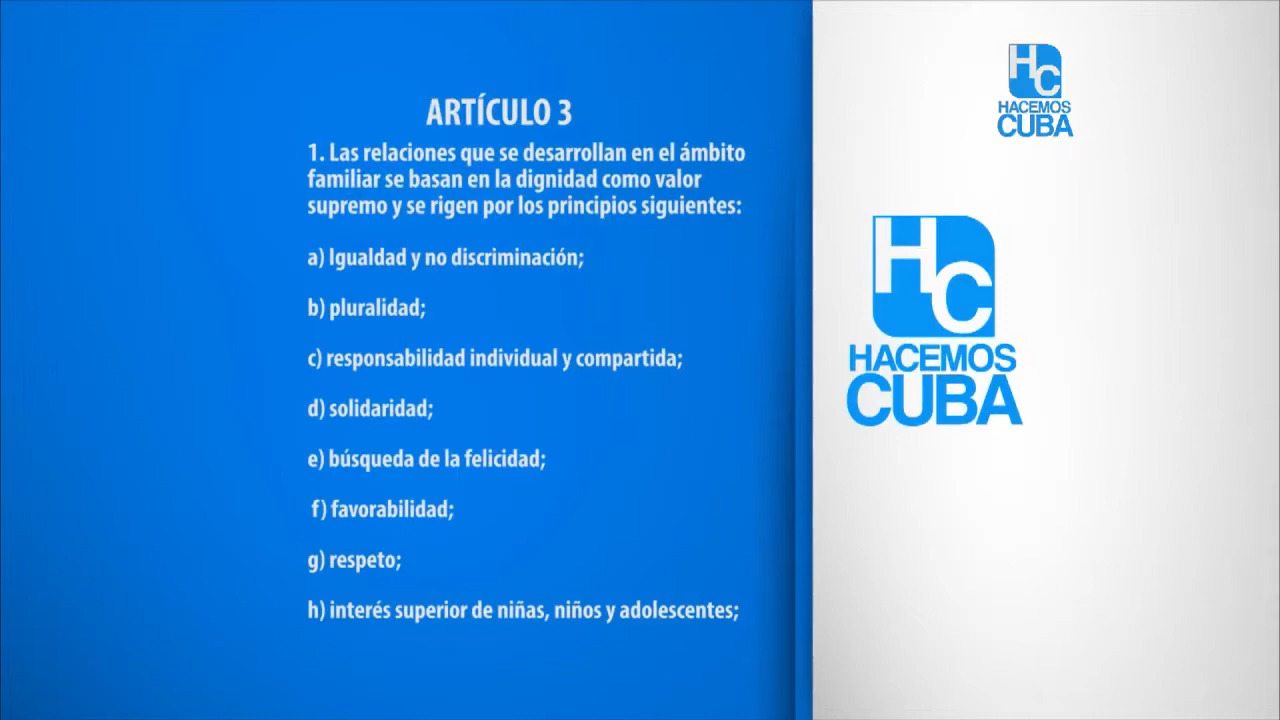 ARTÍCULO 3
1. Las relaciones que se desarrollan en el ámbito
familiar se basan en la dignidad como valor
supremo y se rigen por los principios siguientes:
a) Igualdad y no discriminación;
b) pluralidad;
c) responsabilidad individual y compartida;
d) solidaridad;
e) búsqueda de la felicidad;
f) favorabilidad;
g) respeto;
h) interés superior de niñas, niños y adolescentes;
HC
HACEMOS
CUBA
HC
HACEMOS
CUBA